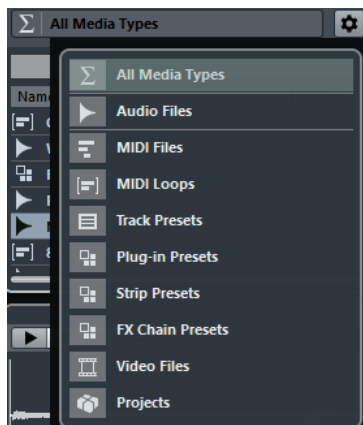 Σ All Media Types
Σ All Media Types
Name
Audio Files
MIDI Files
MIDI Loops
Track Presets
Plug-in Presets
Strip Presets
FX Chain Presets
Video Files
Projects